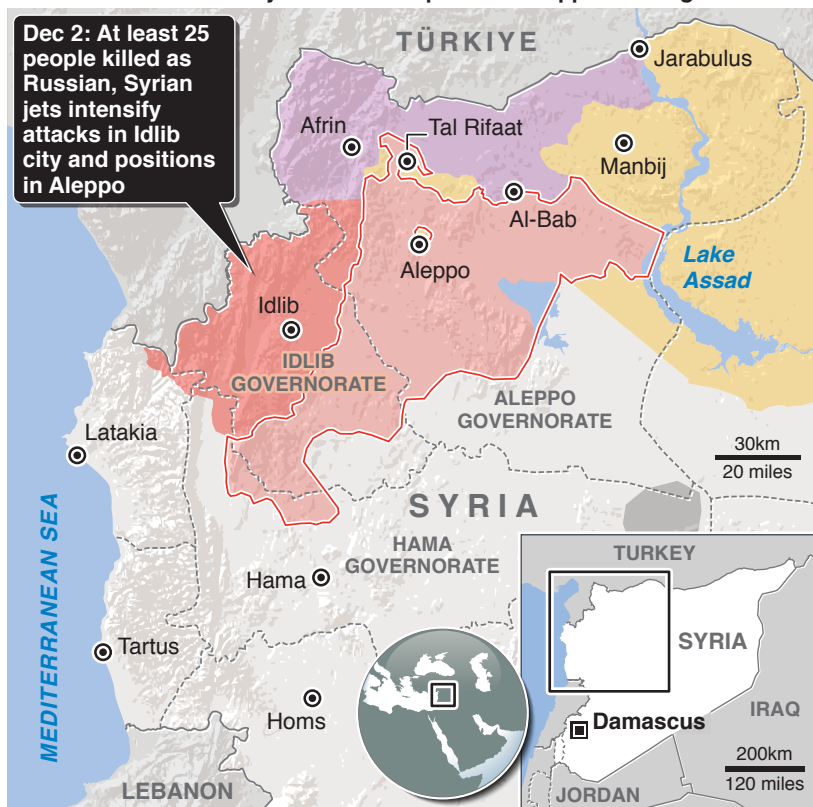 Dec 2: At least 25
people killed as
Russian, Syrian
jets intensify
attacks in Idlib
city and positions
in Aleppo
TÜRKIYE
Jarabulus
Afrin
Tal Rifaat
Manbij
Al-Bab
Aleppo
Lake
Assad
Idlib
IDLIB
GOVERNORATE
ALEPPO
GOVERNORATE
Latakia
30km
20 miles
MEDITERRANEAN SEA
SYRIA
HAMA
GOVERNORATE
Hama
Tartus
Homs
LEBANON
TURKEY
SYRIA
IRAQ
Damascus
200km
120 miles
JORDAN